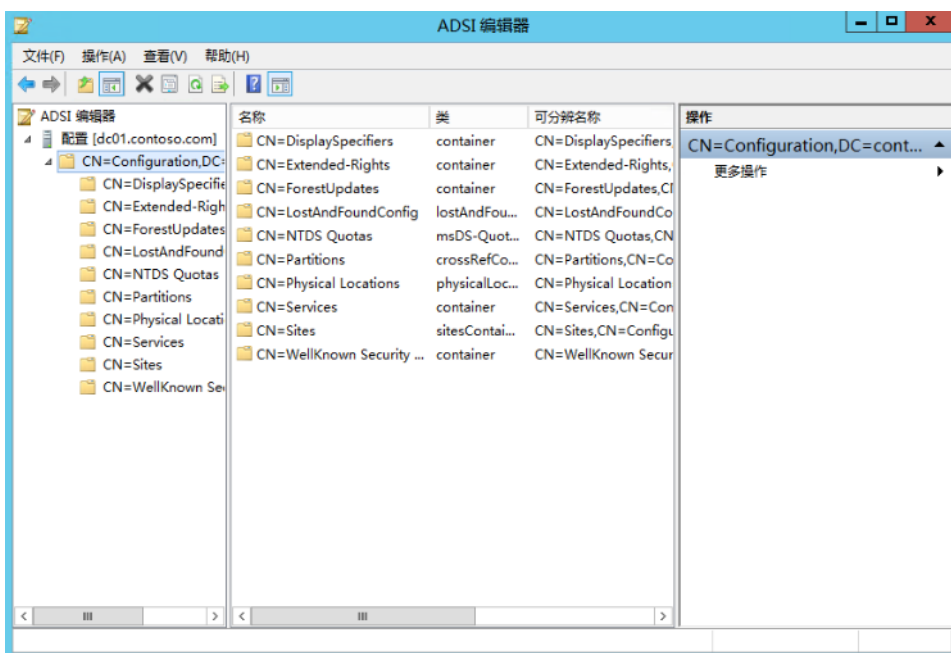 ADSI 编辑器
文件(F) 操作(A) 查看(V) 帮助(H)
ADSI 编辑器
配置 [dc01.contoso.com]
CN=Configuration,DC=
CN=DisplaySpecifie
CN=Extended-Righ
CN=ForestUpdates
CN=LostAndFound
CN=NTDS Quotas
CN=Partitions
CN=Physical Locati
CN=Services
CN=Sites
CN=WellKnown Se
名称 类 可分辨名称
CN=DisplaySpecifiers container CN=DisplaySpecifiers,
CN=Extended-Rights container CN=Extended-Rights,
CN=ForestUpdates container CN=ForestUpdates,CI
CN=LostAndFoundConfig lostAndFou... CN=LostAndFoundCo
CN=NTDS Quotas msDS-Quot... CN=NTDS Quotas,CN
CN=Partitions crossRefCo... CN=Partitions,CN=Co
CN=Physical Locations physicalLoc... CN=Physical Location
CN=Services container CN=Services,CN=Con
CN=Sites sitesContai... CN=Sites,CN=Configu
CN=WellKnown Security ... container CN=WellKnown Secur
操作
CN=Configuration,DC=cont...
更多操作